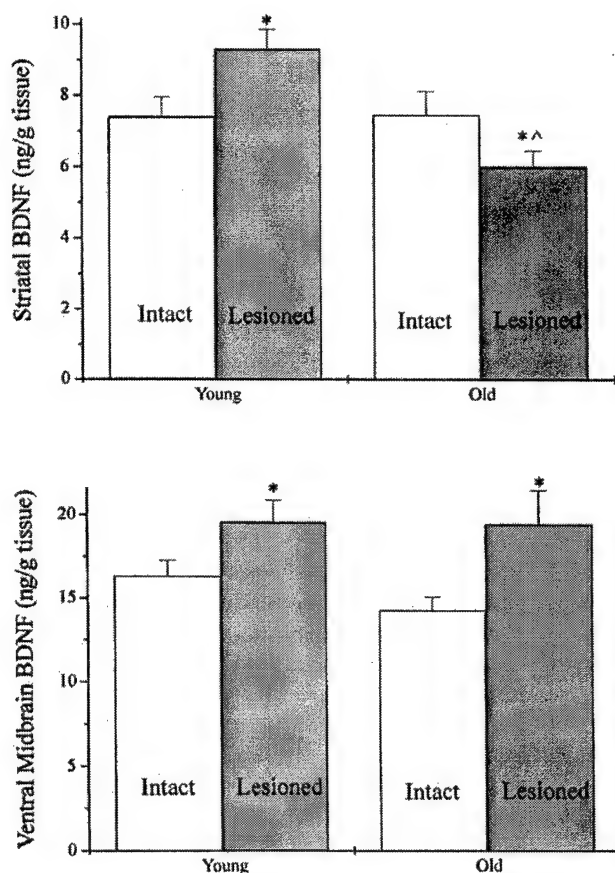 Striatal BDNF (ng/g tissue)
10
8
6
4
2
0
*
* ^
Intact
Lesioned
Intact
Lesioned
Young
Old
Ventral Midbrain BDNF (ng/g tissue)
20
15
10
5
0
*
*
Intact
Lesioned
Intact
Lesioned
Young
Old